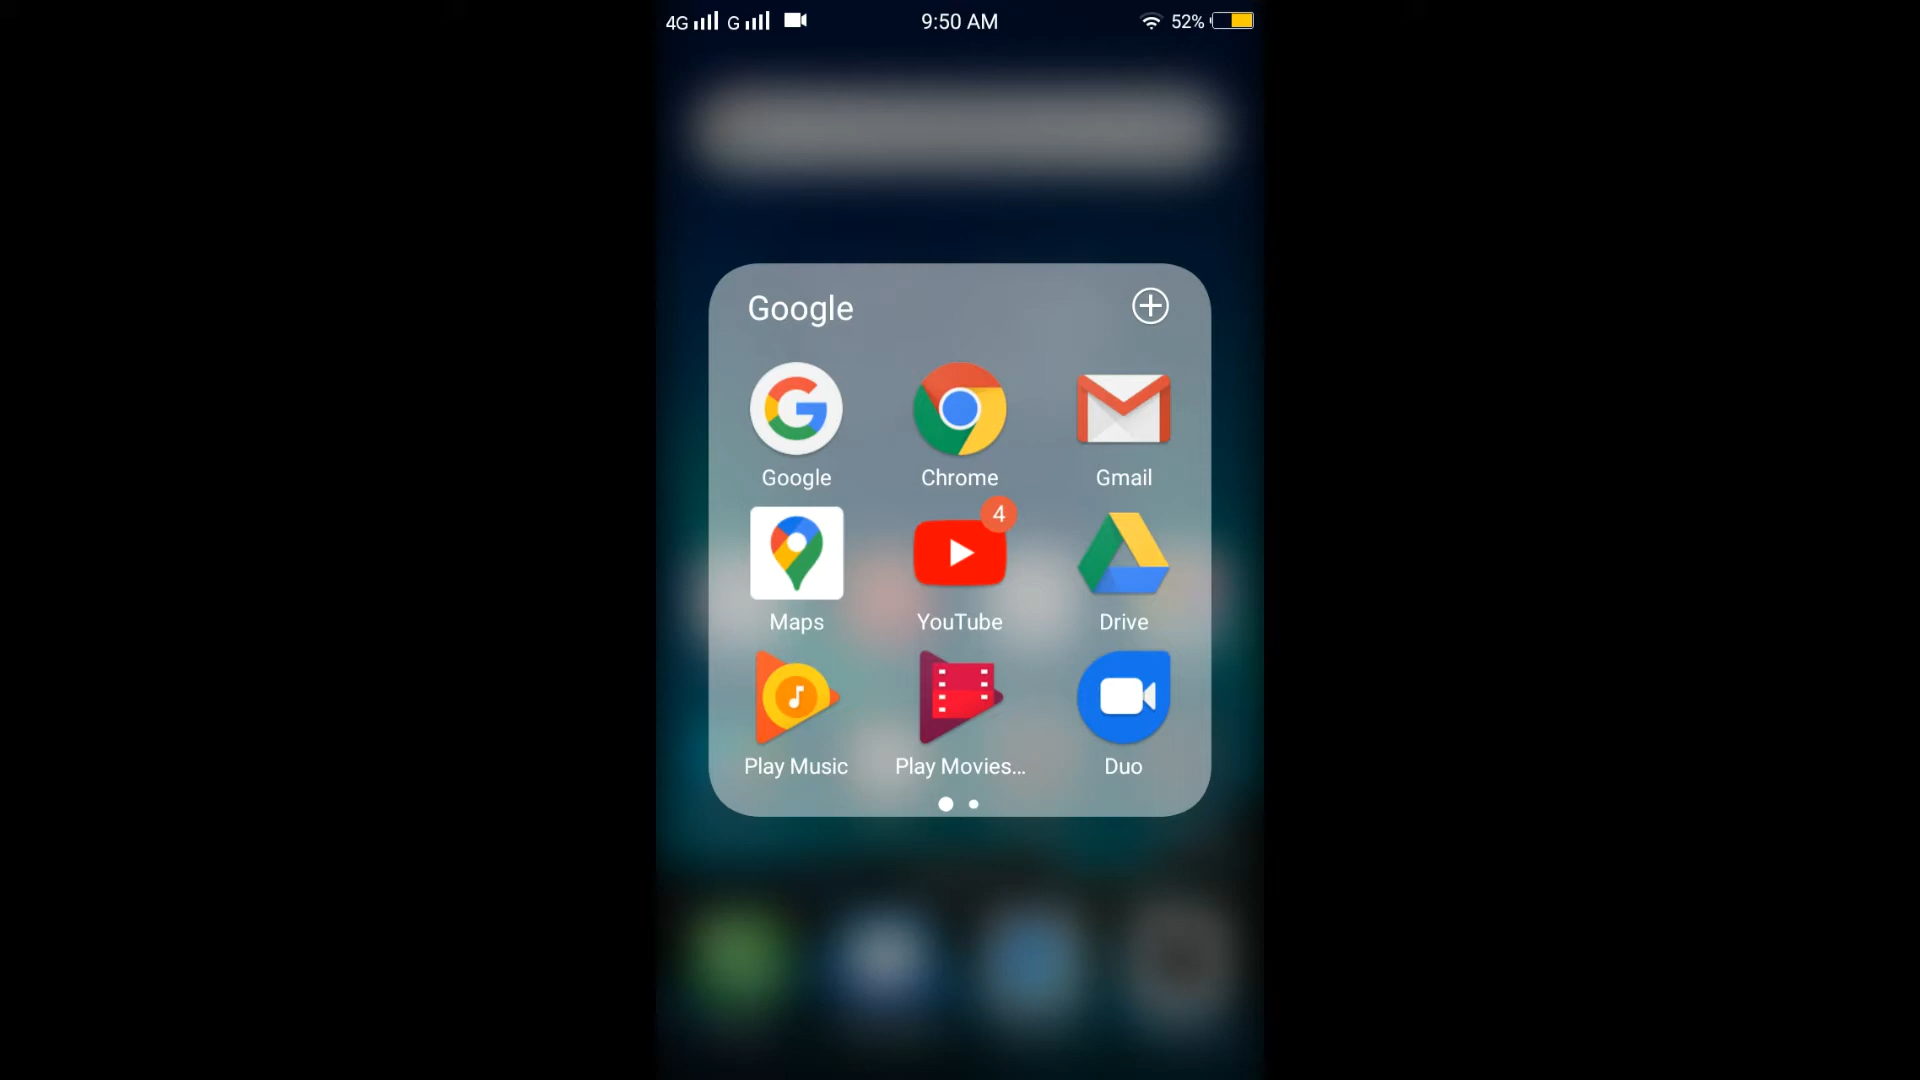 4G G 9:50 AM 52%
Google
Google Chrome Gmail
4
Maps YouTube Drive
Play Music Play Movies... Duo